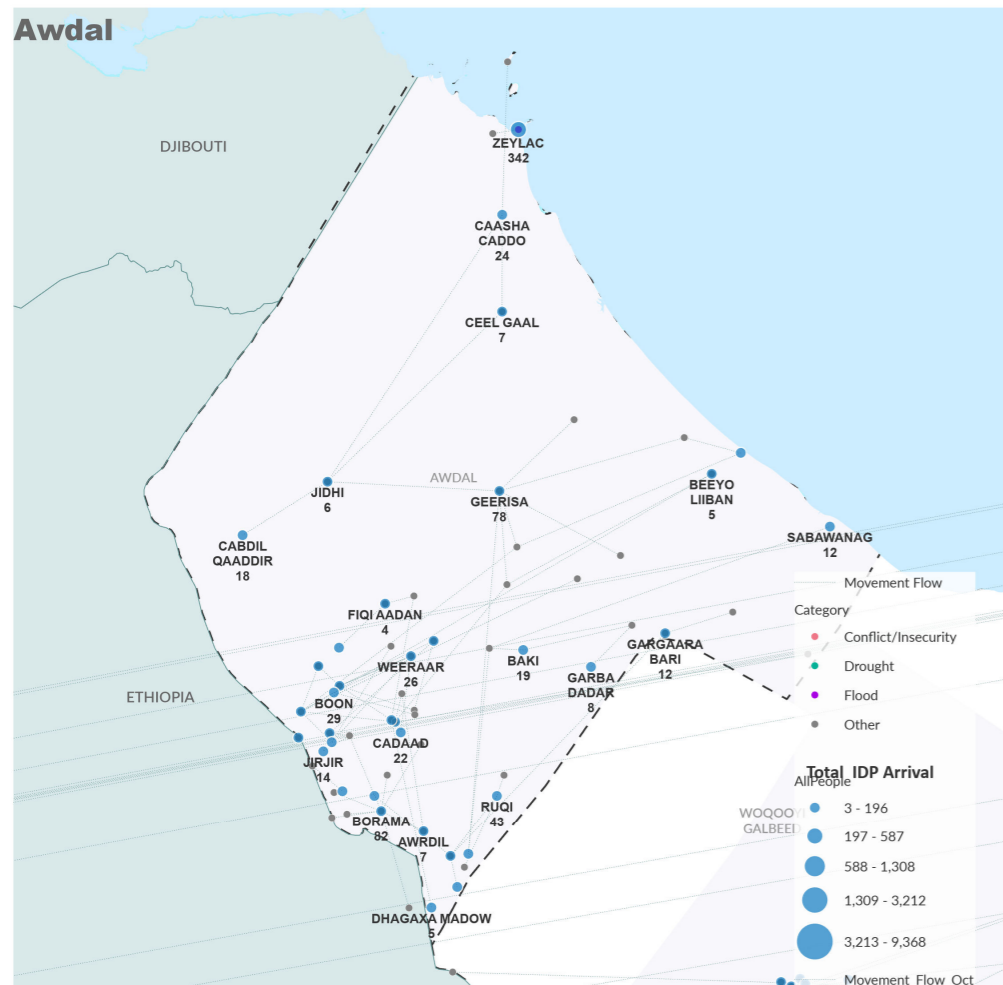 Awdal
DJIBOUTI
ZEYLAC
342
CAASHA
CADDO
24
CEEL GAAL
7
AWDAL
JIDHI
6
GEERISA
78
BEEYO
LIIBAN
5
CABDIL
QAADDIR
18
SABAWANAG
12
FIQI AADAN
4
WEERAAR
26
BAKI
19
GARBA
DADAR
8
GARGAARA
BARI
12
ETHIOPIA
BOON
29
CADAAD
22
JIRJIR
14
BORAMA
82
AWRDIL
7
RUQI
43
DHAGAXA MADOW
5
WOQOOYI
GALBEED
Movement Flow
Category
Conflict/Insecurity
Drought
Flood
Other
Total IDP Arrival
AllPeople
3 - 196
197 - 587
588 - 1,308
1,309 - 3,212
3,213 - 9,368
Movement Flow Oct